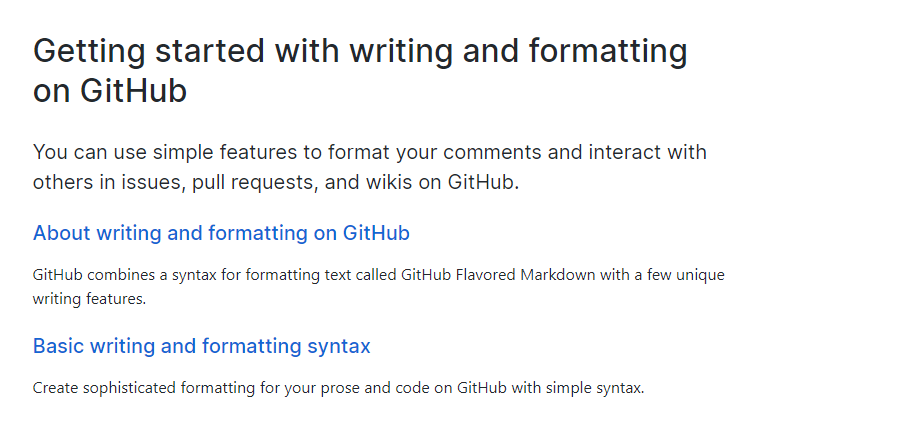 Getting started with writing and formatting
on GitHub
You can use simple features to format your comments and interact with
others in issues, pull requests, and wikis on GitHub.
About writing and formatting on GitHub
GitHub combines a syntax for formatting text called GitHub Flavored Markdown with a few unique
writing features.
Basic writing and formatting syntax
Create sophisticated formatting for your prose and code on GitHub with simple syntax.